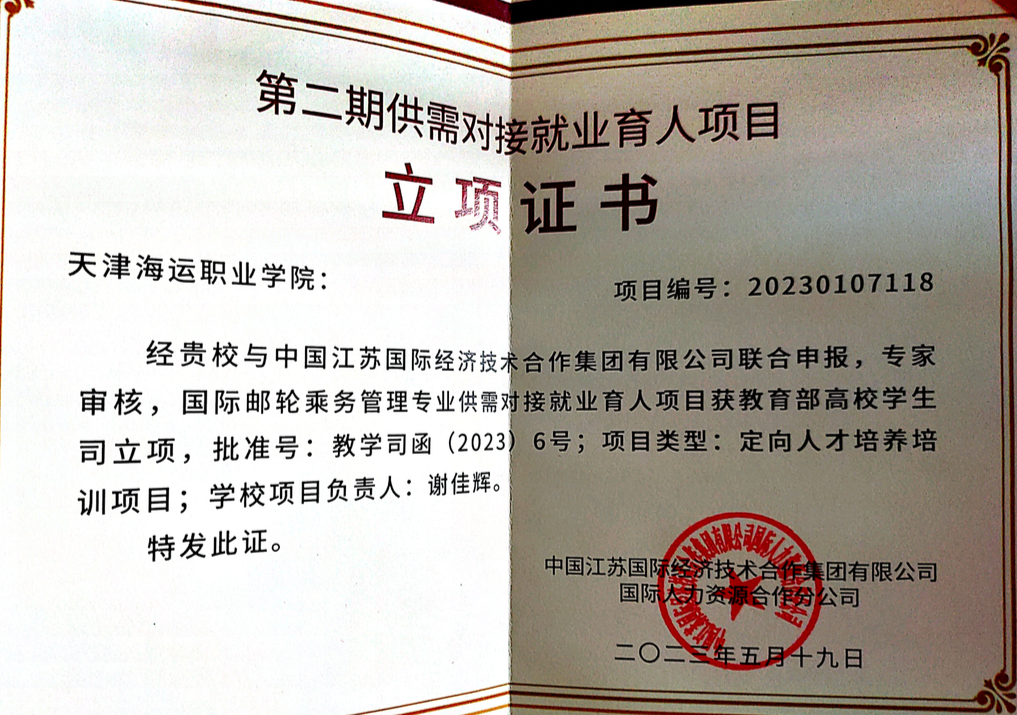 第二期供需对接就业育人项目
立项证书
天津海运职业学院：
项目编号：20230107118
经贵校与中国江苏国际经济技术合作集团有限公司联合申报，专家
审核，国际邮轮乘务管理专业供需对接就业育人项目获教育部高校学生
司立项，批准号：教学司函（2023）6号；项目类型：定向人才培养培
训项目；学校项目负责人：谢佳辉。
特发此证。
中国江苏国际经济技术合作集团有限公司
国际人力资源合作分公司
二〇二三年五月十九日